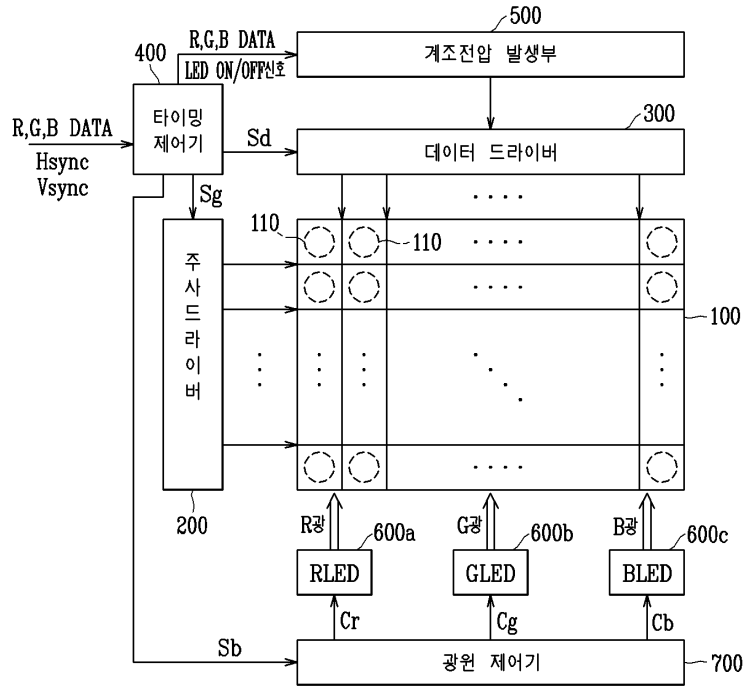 500
R,G,B DATA
400
LED ON/OFF신호
계조전압 발생부
타이밍
제어기
R,G,B DATA
Hsync
Vsync
Sd
300
데이터 드라이버
Sg
110
110
주사드라이버
100
200
R광
G광
B광
600a
600b
600c
RLED
GLED
BLED
Cr
Cg
Cb
Sb
광원 제어기
700